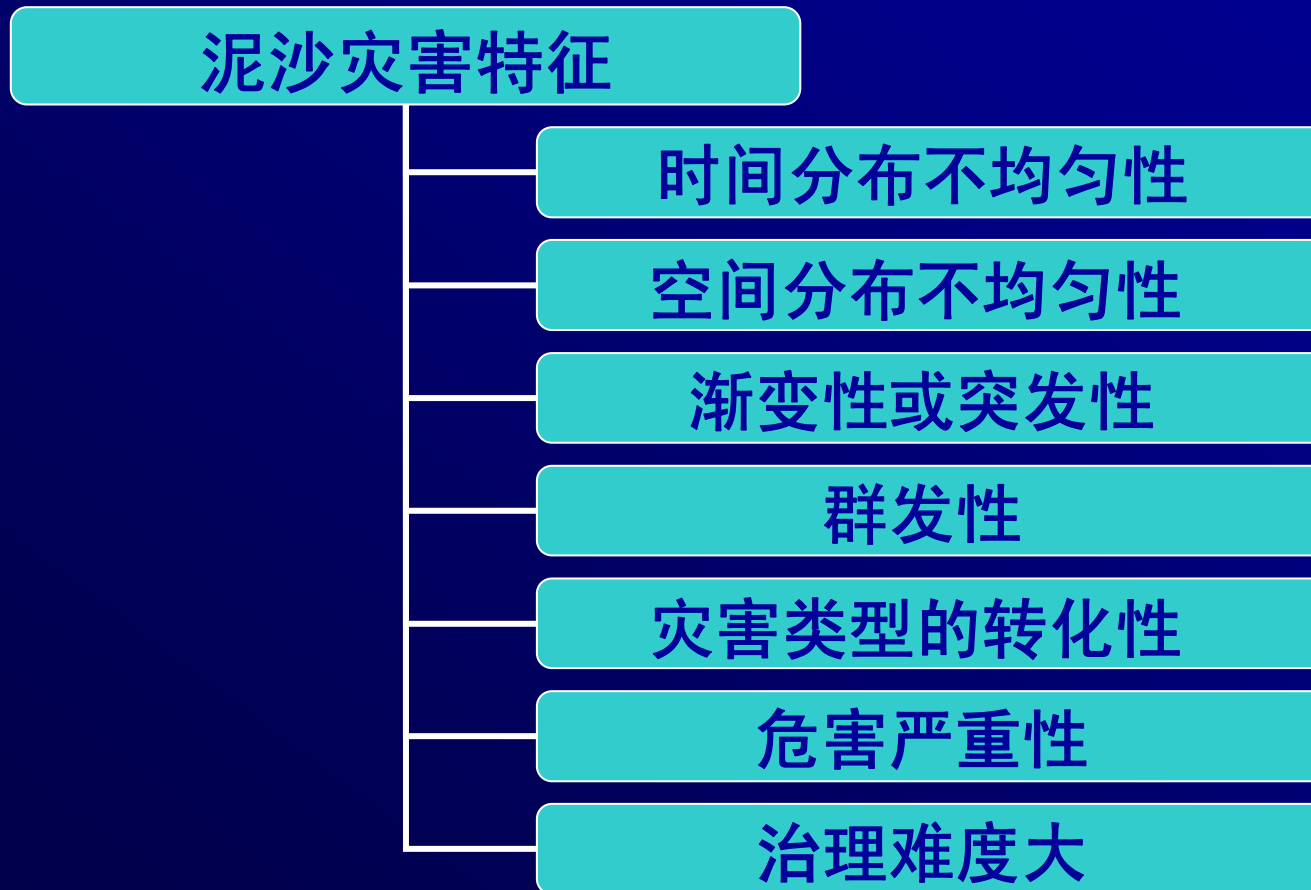 泥沙灾害特征
时间分布不均匀性
空间分布不均匀性
渐变性或突发性
群发性
灾害类型的转化性
危害严重性
治理难度大